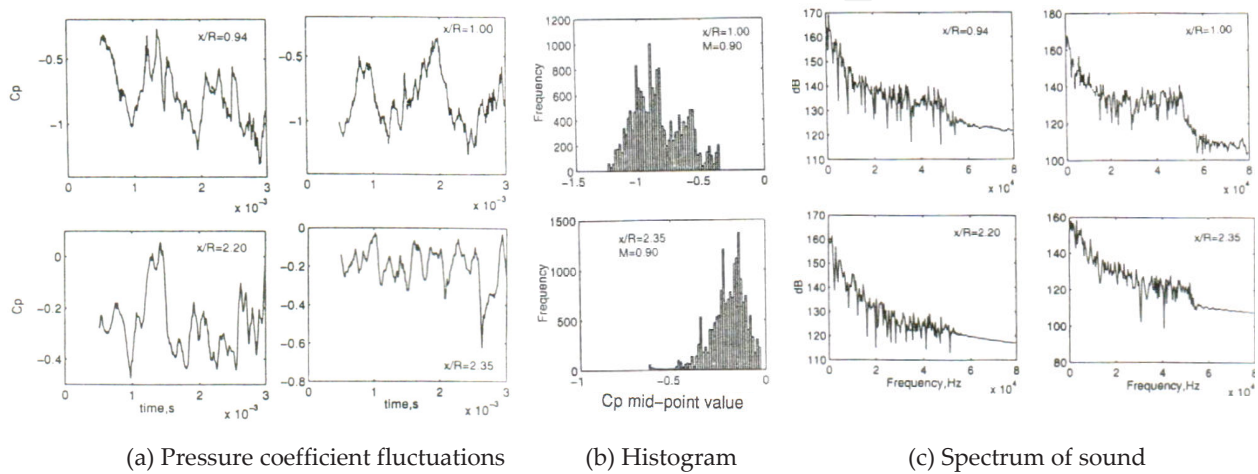 x/R=0.94
Cp
-0.5
-1
0
1
2
3
x 10⁻³
x/R=1.00
-0.5
-1
0
1
2
3
x 10⁻³
x/R=2.20
Cp
0
-0.2
-0.4
0
1
2
3
time,s
x 10⁻³
x/R=2.35
0
-0.2
-0.4
-0.6
-0.8
0
1
2
3
time,s
x 10⁻³
x/R=1.00
M=0.90
Frequency
1200
1000
800
600
400
200
0
-1.5
-1
-0.5
0
x/R=2.35
M=0.90
Frequency
1500
1000
500
0
-1
-0.5
0
Cp mid-point value
x/R=0.94
dB
170
160
150
140
130
120
110
0
2
4
6
8
x 10⁴
x/R=1.00
180
160
140
120
100
0
2
4
6
8
x 10⁴
x/R=2.20
dB
170
160
150
140
130
120
110
0
2
4
6
8
Frequency,Hz
x 10⁴
x/R=2.35
160
140
120
100
80
0
2
4
6
8
Frequency,Hz
x 10⁴
(a) Pressure coefficient fluctuations
(b) Histogram
(c) Spectrum of sound